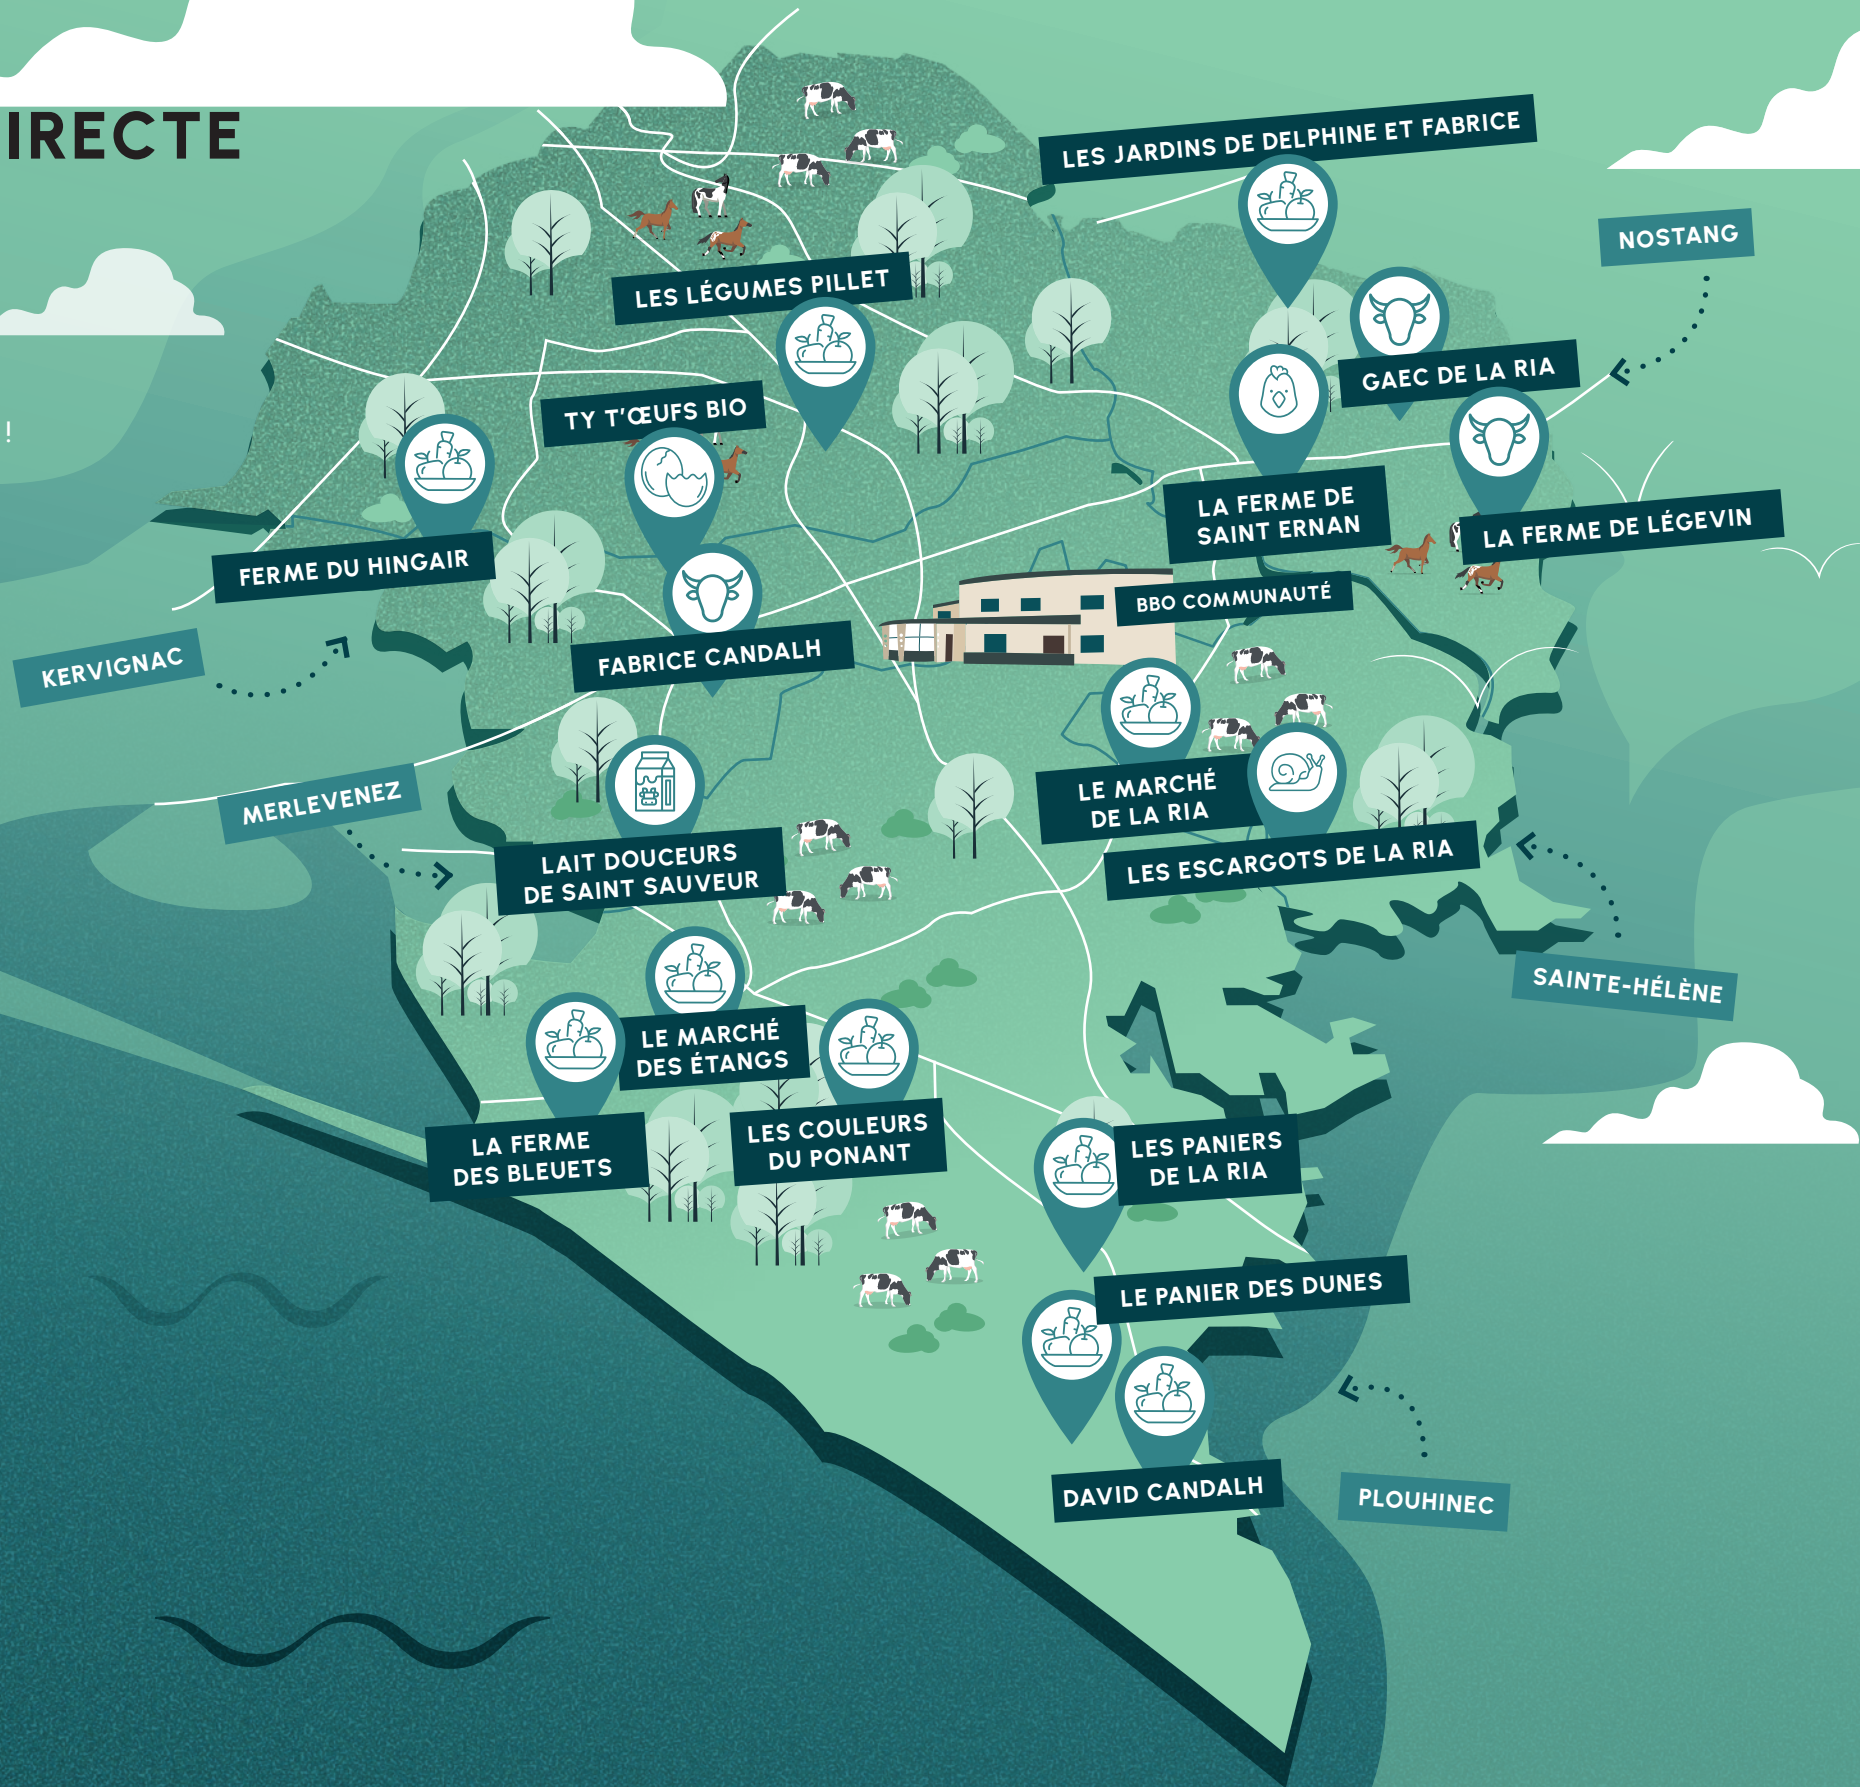 IRECTE
!
LES JARDINS DE DELPHINE ET FABRICE
NOSTANG
LES LÉGUMES PILLET
GAEC DE LA RIA
TY T'ŒUFS BIO
LA FERME DE
SAINT ERNAN
LA FERME DE LÉGEVIN
FERME DU HINGAIR
BBO COMMUNAUTÉ
FABRICE CANDALH
KERVIGNAC
MERLEVENEZ
LE MARCHÉ
DE LA RIA
LES ESCARGOTS DE LA RIA
LAIT DOUCEURS
DE SAINT SAUVEUR
SAINTE-HÉLÈNE
LE MARCHÉ
DES ÉTANGS
LA FERME
DES BLEUETS
LES COULEURS
DU PONANT
LES PANIERS
DE LA RIA
LE PANIER DES DUNES
DAVID CANDALH
PLOUHINEC